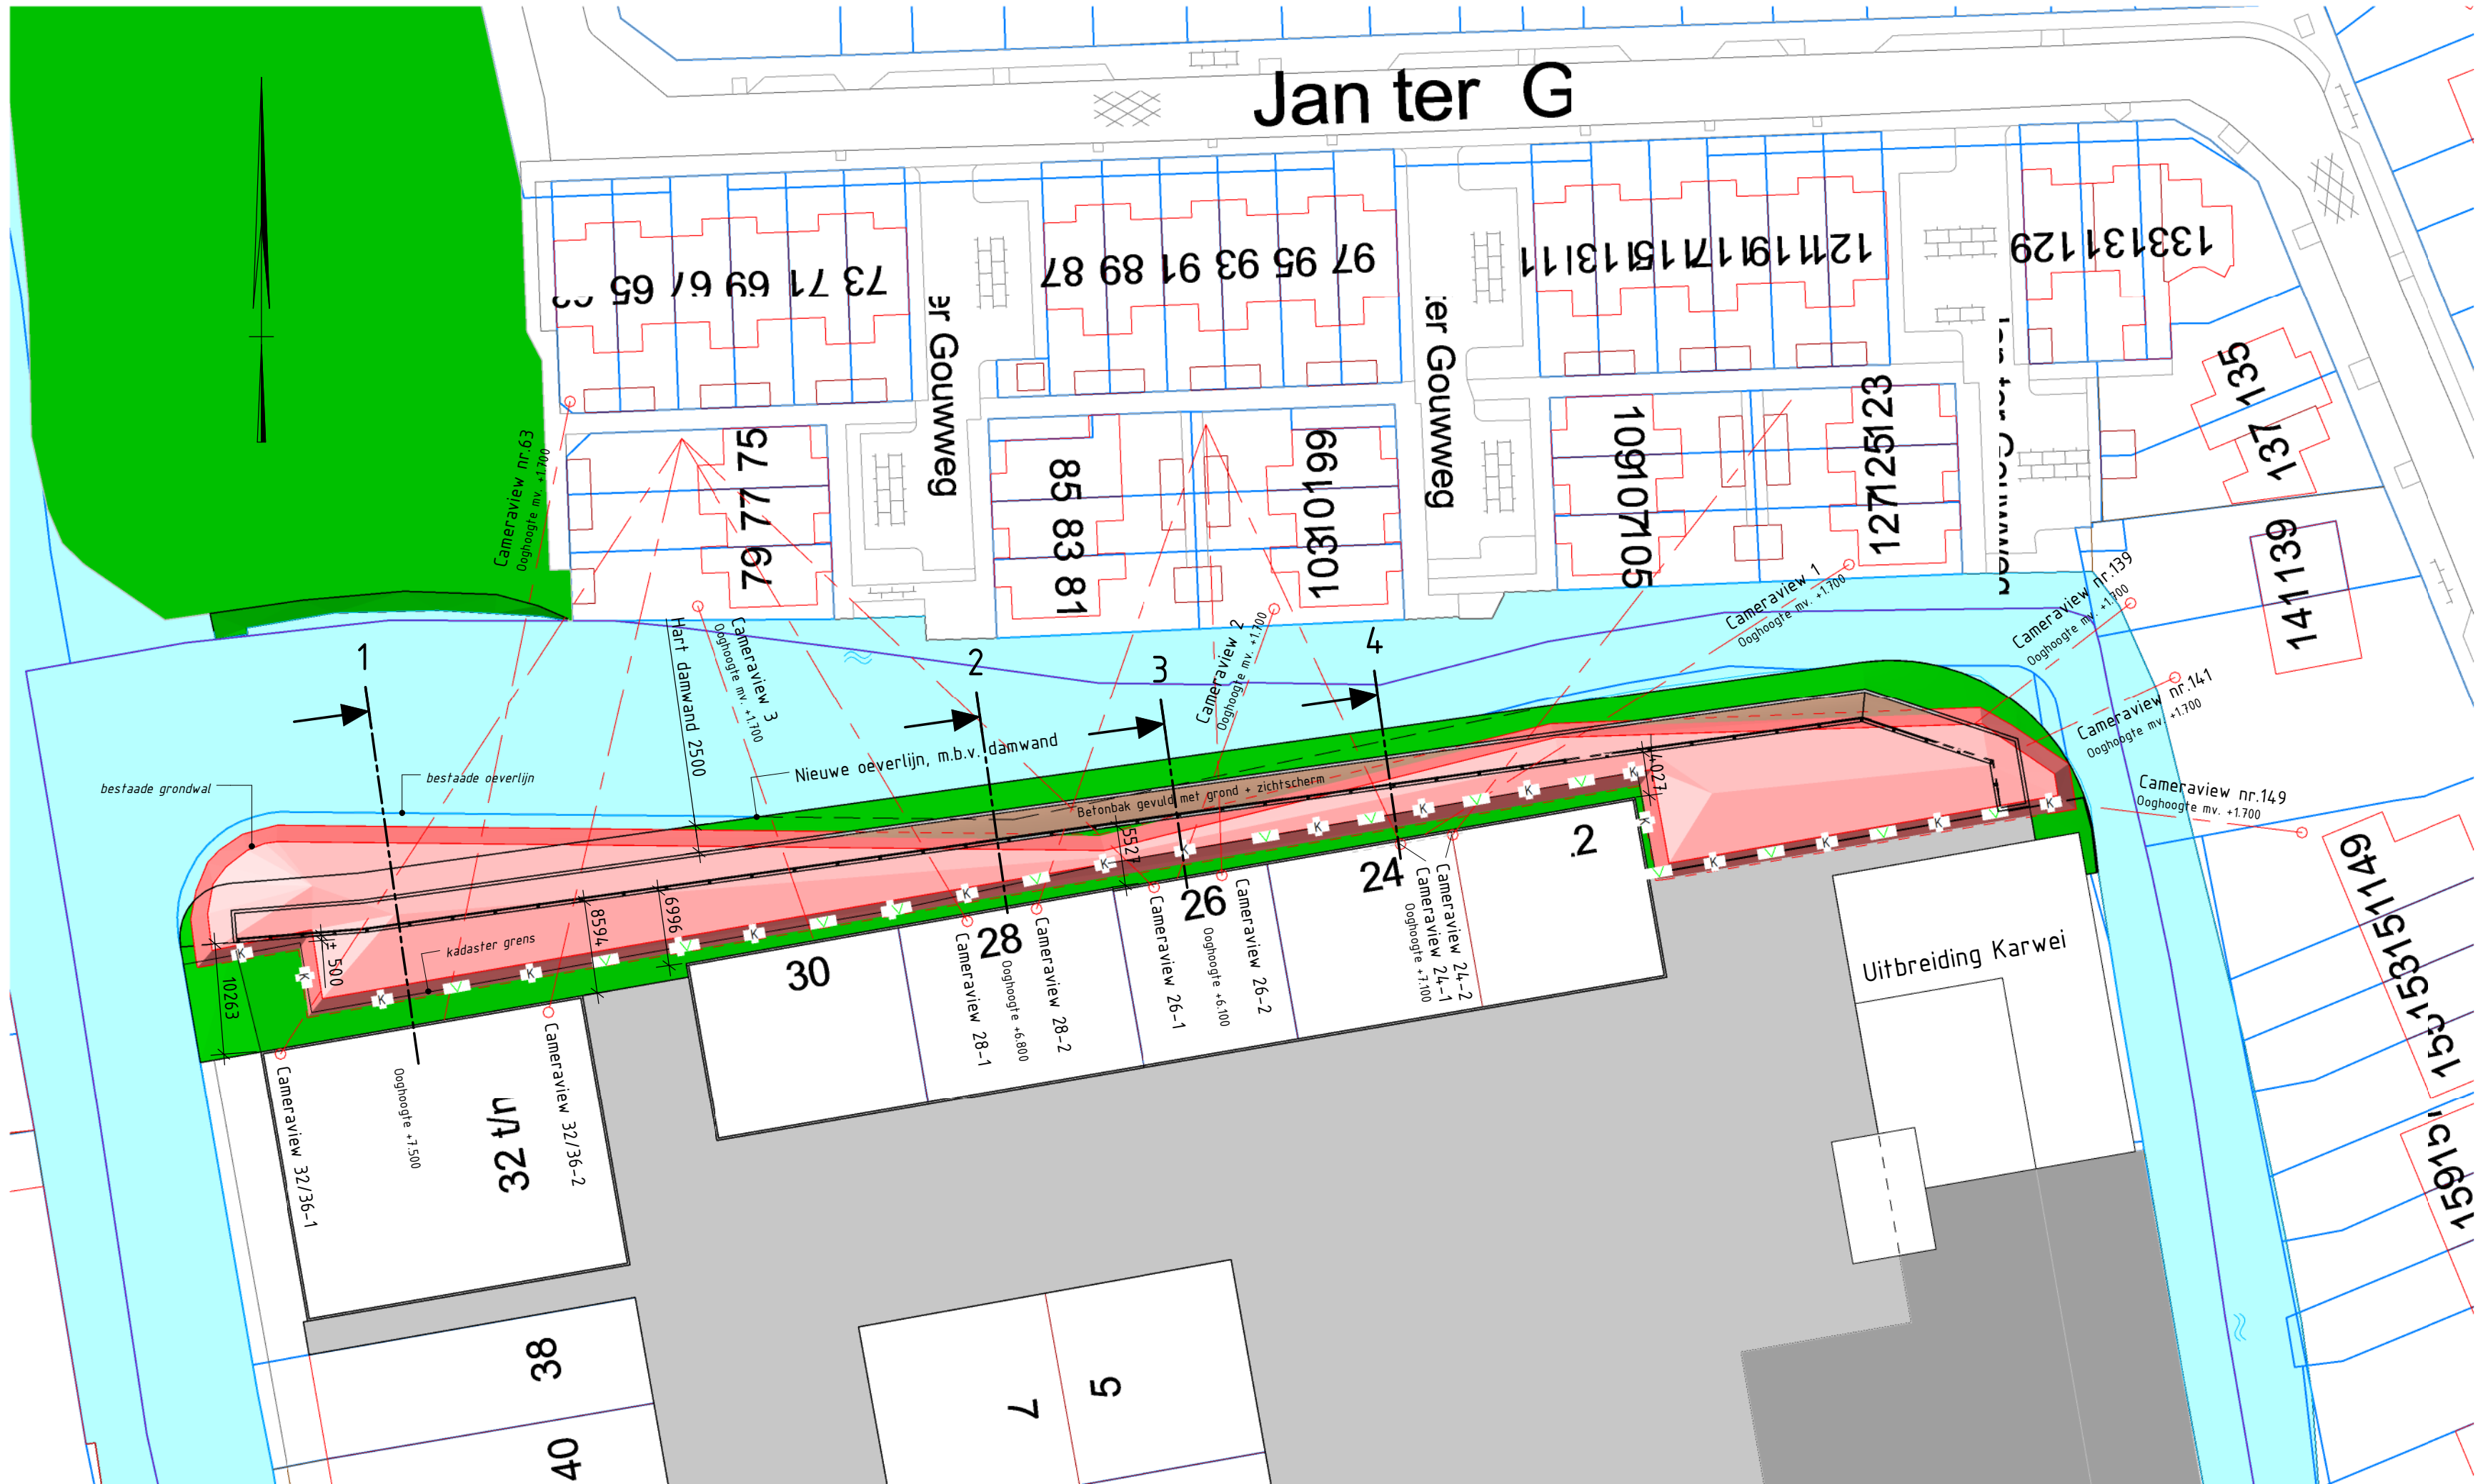 Jan ter G
65
69
71
73
87
89
91
93
95
97
111
113
115
117
119
121
129
131
133
135
137
139
141
149
151
153
155
159
er Gouwweg
ter Gouwweg
75
77
79
85
83
81
99
101
103
109
107
105
123
125
127
Cameraview nr.63
Ooghoogte mv. +1.700
Cameraview 3
Ooghoogte mv. +1.700
Cameraview 2
Ooghoogte mv. +1.700
Cameraview 1
Ooghoogte mv. +1.700
Cameraview nr.139
Ooghoogte mv. +1.700
Cameraview nr.141
Ooghoogte mv. +1.700
Cameraview nr.149
Ooghoogte mv. +1.700
1
2
3
4
Hart damwand 2500
Nieuwe oeverlijn, m.b.v. damwand
bestaade grondwal
bestaade oeverlijn
Betonbak gevuld met grond + zichtscherm
kadaster grens
10263
± 500
8594
6996
5527
4027
30
28
26
24
.2
Cameraview 28-1
Ooghoogte +6.800
Cameraview 28-2
Cameraview 26-1
Ooghoogte +6.100
Cameraview 26-2
Cameraview 24-2
Cameraview 24-1
Ooghoogte +7.100
Cameraview 32/36-1
Ooghoogte +7.500
Cameraview 32/36-2
32 t/n
Uitbreiding Karwei
38
40
7
5